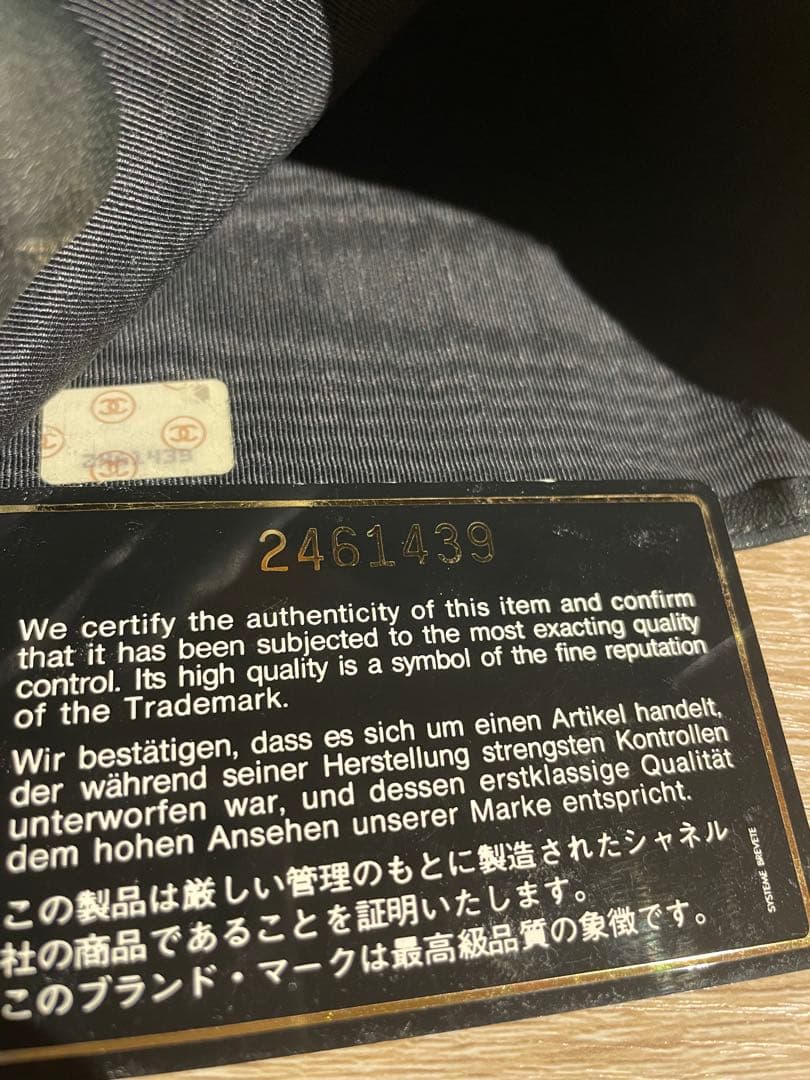 2461439
2461439
We certify the authenticity of this item and confirm
that it has been subjected to the most exacting quality
control. Its high quality is a symbol of the fine reputation
of the Trademark.
Wir bestätigen, dass es sich um einen Artikel handelt,
der während seiner Herstellung strengsten Kontrollen
unterworfen war, und dessen erstklassige Qualität
dem hohen Ansehen unserer Marke entspricht.
この製品は厳しい管理のもとに製造されたシャネル
社の商品であることを証明いたします。
このブランド・マークは最高級品質の象徴です。
SYSTEME BREVETE